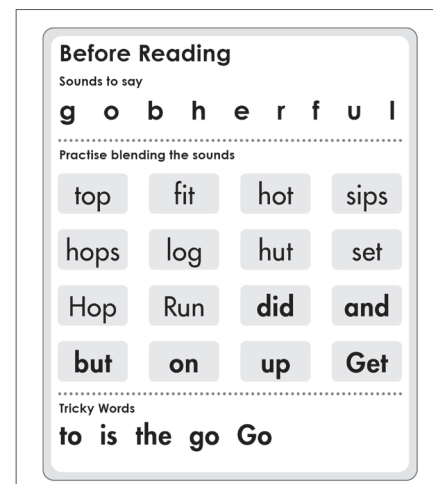 Before Reading
Sounds to say
g o b h e r f u l
Practise blending the sounds
top fit hot sips
hops log hut set
Hop Run did and
but on up Get
Tricky Words
to is the go Go